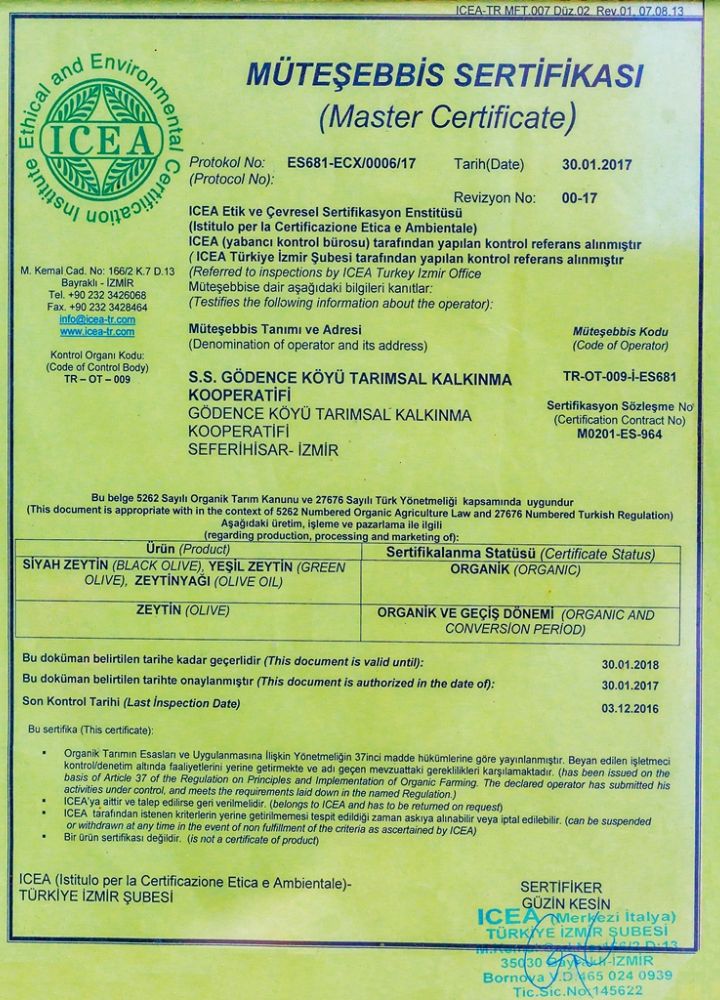 ICEA-TR MFT.007 Düz.02 Rev.01, 07.08.13
MÜTEŞEBBİS SERTİFİKASI
(Master Certificate)
Ethical and Environmental Certification Institute
ICEA
Protokol No: ES681-ECX/0006/17 Tarih(Date) 30.01.2017
(Protocol No):
Revizyon No: 00-17
ICEA Etik ve Çevresel Sertifikasyon Enstitüsü
(Istitulo per la Certificazione Etica e Ambientale)
ICEA (yabancı kontrol bürosu) tarafından yapılan kontrol referans alınmıştır
( ICEA Türkiye İzmir Şubesi tarafından yapılan kontrol referans alınmıştır
(Referred to inspections by ICEA Turkey Izmir Office
Müteşebbise dair aşağıdaki bilgileri kanıtlar:
(Testifies the following information about the operator):
M. Kemal Cad. No: 166/2 K.7 D.13
Bayraklı - İZMİR
Tel. +90 232 3426068
Fax. +90 232 3428464
info@icea-tr.com
www.icea-tr.com
Kontrol Organı Kodu:
(Code of Control Body)
TR – OT – 009
Müteşebbis Tanımı ve Adresi
(Denomination of operator and its address)
Müteşebbis Kodu
(Code of Operator)
S.S. GÖDENCE KÖYÜ TARIMSAL KALKINMA
KOOPERATİFİ
GÖDENCE KÖYÜ TARIMSAL KALKINMA
KOOPERATİFİ
SEFERİHİSAR- İZMİR
TR-OT-009-İ-ES681
Sertifikasyon Sözleşme No
(Certification Contract No)
M0201-ES-964
Bu belge 5262 Sayılı Organik Tarım Kanunu ve 27676 Sayılı Türk Yönetmeliği kapsamında uygundur
(This document is appropriate with in the context of 5262 Numbered Organic Agriculture Law and 27676 Numbered Turkish Regulation)
Aşağıdaki üretim, işleme ve pazarlama ile ilgili
(regarding production, processing and marketing of):
Ürün (Product) Sertifikalanma Statüsü (Certificate Status)
SİYAH ZEYTİN (BLACK OLIVE), YEŞİL ZEYTİN (GREEN
OLIVE), ZEYTİNYAĞI (OLIVE OIL)
ORGANİK (ORGANIC)
ZEYTİN (OLIVE)
ORGANİK VE GEÇİŞ DÖNEMİ (ORGANIC AND
CONVERSION PERIOD)
Bu doküman belirtilen tarihe kadar geçerlidir (This document is valid until): 30.01.2018
Bu doküman belirtilen tarihte onaylanmıştır (This document is authorized in the date of): 30.01.2017
Son Kontrol Tarihi (Last İnspection Date) 03.12.2016
Bu sertifika (This certificate):
▪ Organik Tarımın Esasları ve Uygulanmasına İlişkin Yönetmeliğin 37inci madde hükümlerine göre yayınlanmıştır. Beyan edilen işletmeci
kontrol/denetim altında faaliyetlerini yerine getirmekte ve adı geçen mevzuattaki gereklilikleri karşılamaktadır. (has been issued on the
basis of Article 37 of the Regulation on Principles and Implementation of Organic Farming. The declared operator has submitted his
activities under control, and meets the requirements laid down in the named Regulation.)
▪ ICEA'ya aittir ve talep edilirse geri verilmelidir. (belongs to ICEA and has to be returned on request)
▪ ICEA tarafından istenen kriterlerin yerine getirilmemesi tespit edildiği zaman askıya alınabilir veya iptal edilebilir. (can be suspended
or withdrawn at any time in the event of non fulfillment of the criteria as ascertained by ICEA)
▪ Bir ürün sertifikası değildir. (is not a certificate of product)
ICEA (Istituto per la Certificazione Etica e Ambientale)-
TÜRKİYE İZMİR ŞUBESİ
SERTİFİKER
GÜZİN KESİN
ICEA (Merkezi İtalya)
TÜRKİYE İZMİR ŞUBESİ
M.Kemal Cad. No:166/2 D:13
35030 Bayraklı-İZMİR
Bornova V.D:465 024 0939
Tic.Sic.No:145622